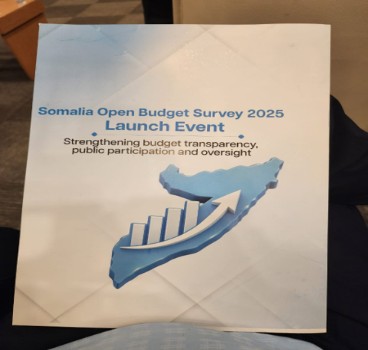 Somalia Open Budget Survey 2025
Launch Event
Strengthening budget transparency,
public participation and oversight